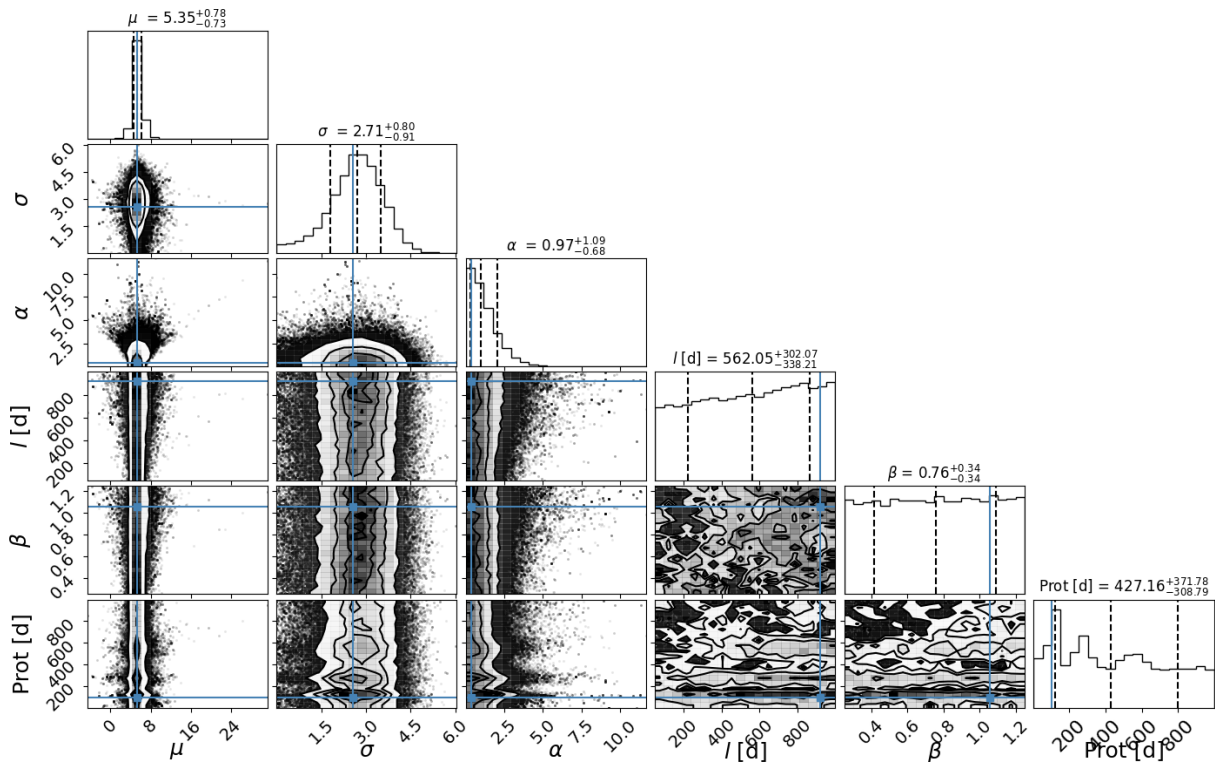 μ = 5.35 +0.78 −0.73
σ = 2.71 +0.80 −0.91
α = 0.97 +1.09 −0.68
l [d] = 562.05 +302.07 −338.21
β = 0.76 +0.34 −0.34
Prot [d] = 427.16 +371.78 −308.79
σ
6.0
4.5
3.0
1.5
α
10.0
7.5
5.0
2.5
l [d]
800
600
400
200
β
1.2
1.0
0.8
0.6
0.4
Prot [d]
800
600
400
200
0 8 16 24
μ
1.5 3.0 4.5 6.0
σ
2.5 5.0 7.5 10.0
α
200 400 600 800
l [d]
0.4 0.6 0.8 1.0 1.2
β
200 400 600 800
Prot [d]